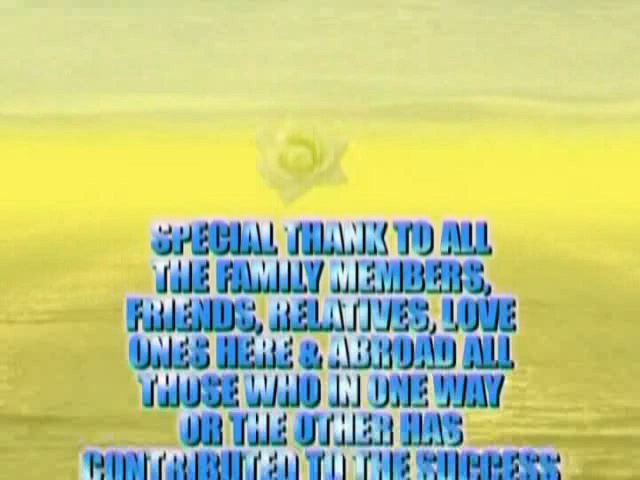 SPECIAL THANK TO ALL
THE FAMILY MEMBERS,
FRIENDS, RELATIVES, LOVE
ONES HERE & ABROAD ALL
THOSE WHO IN ONE WAY
OR THE OTHER HAS
CONTRIBUTED TO THE SUCCESS